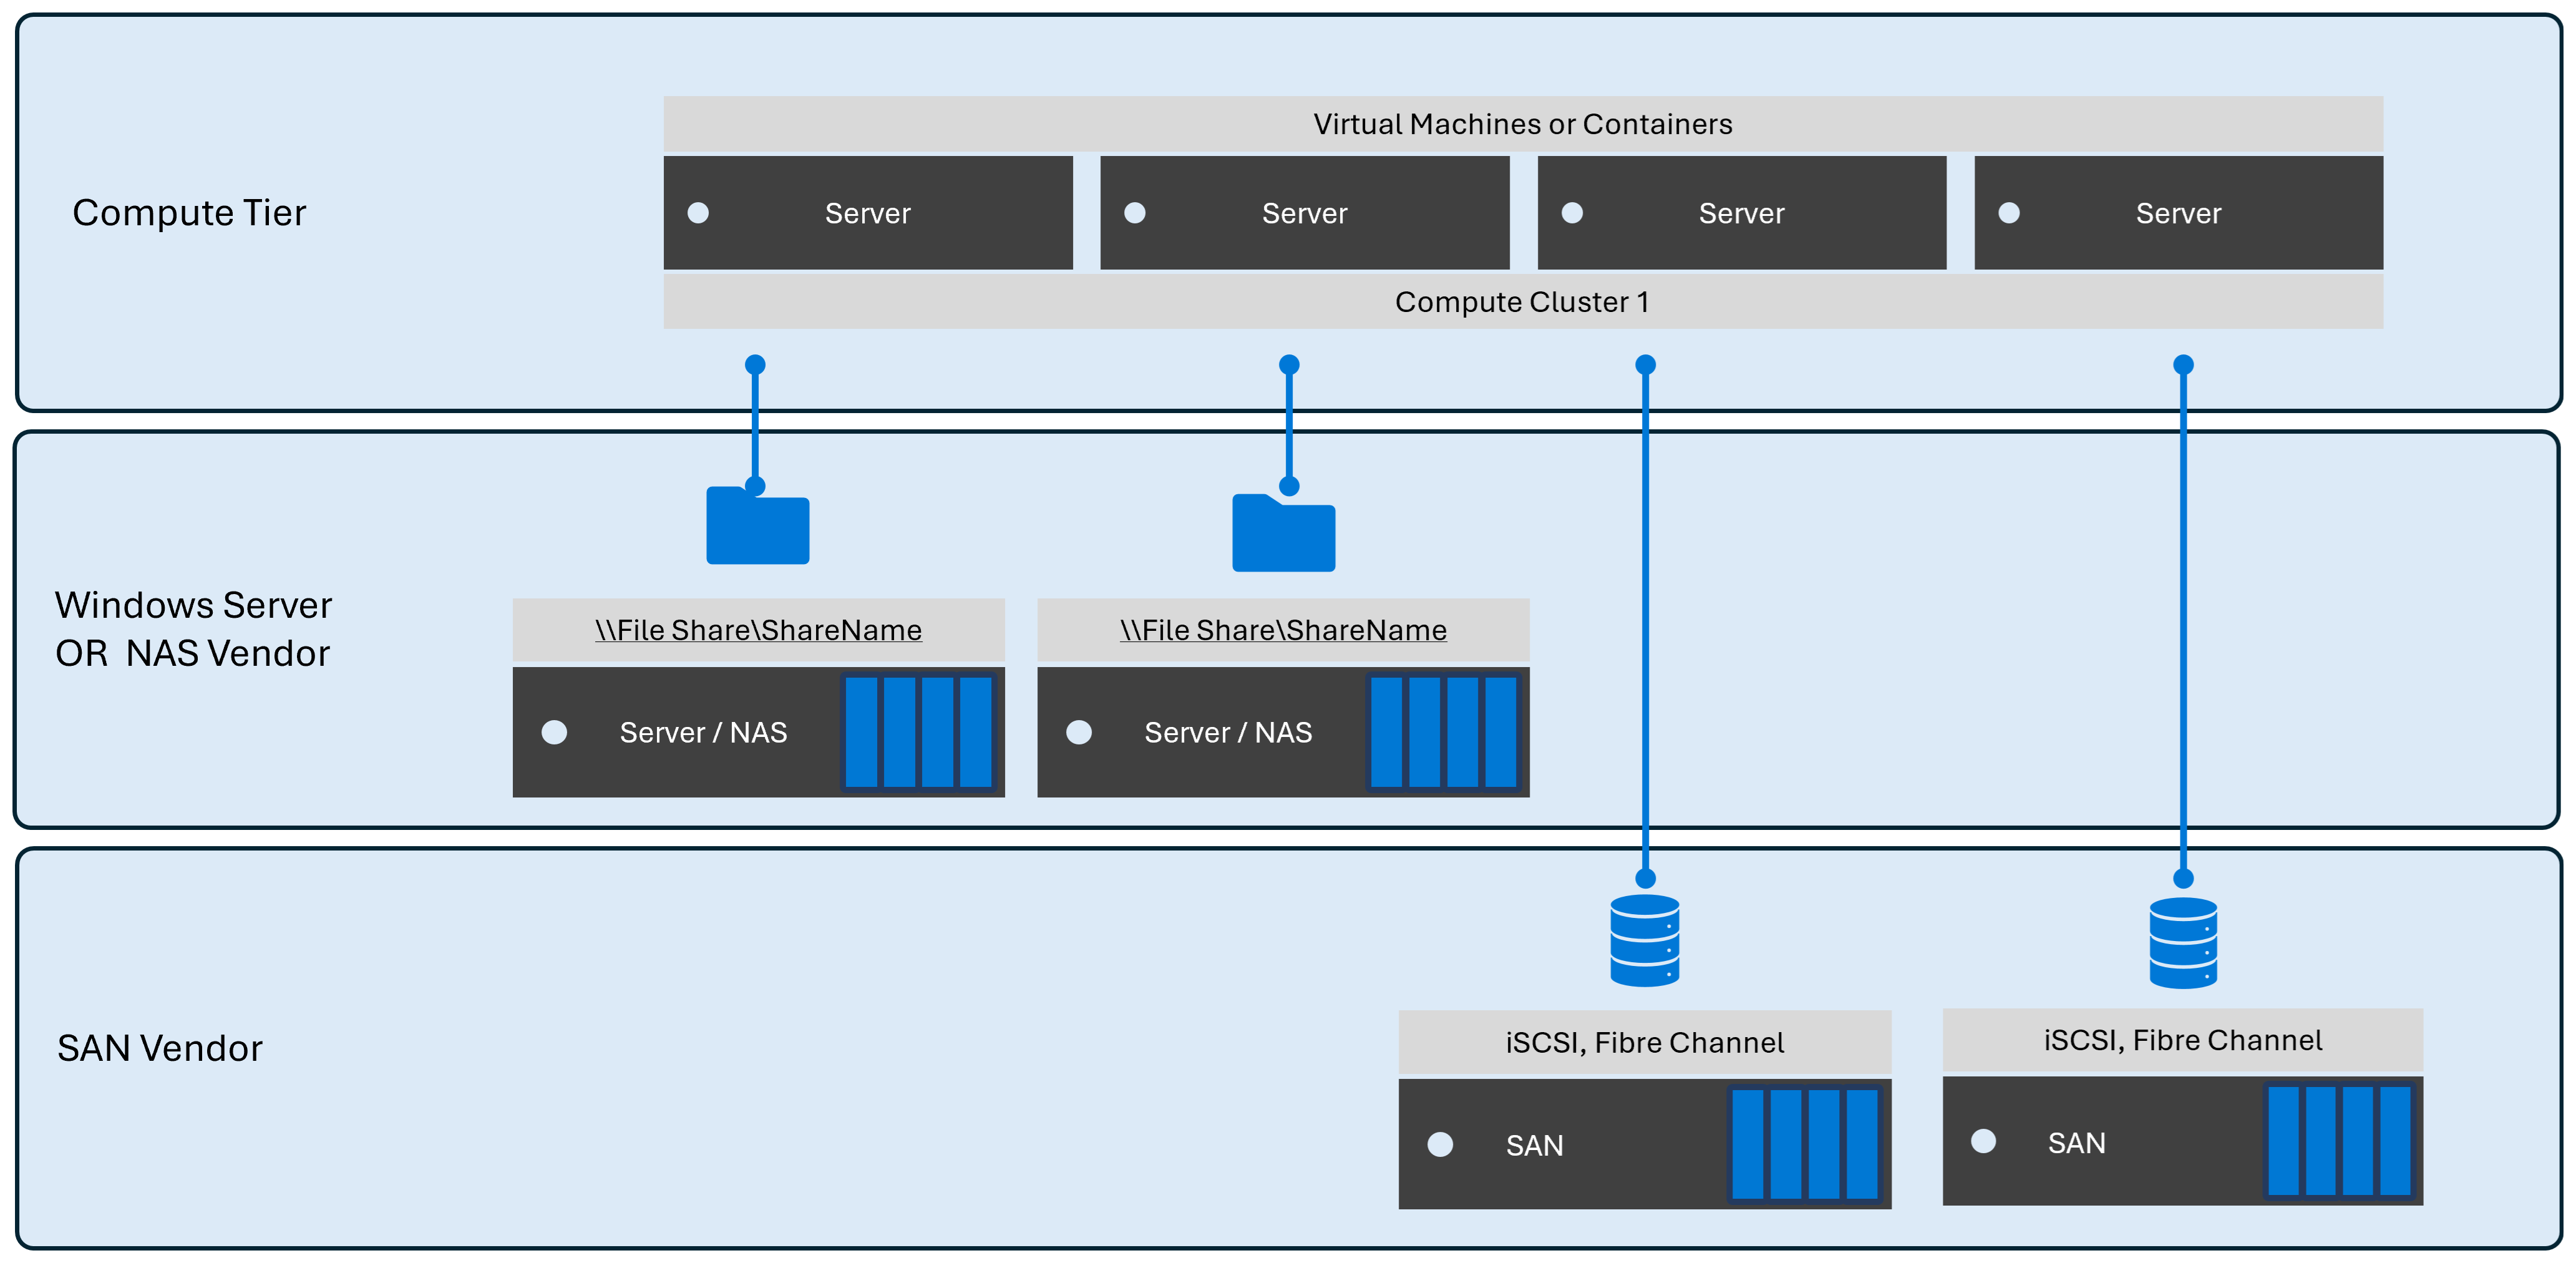 Virtual Machines or Containers
Compute Tier
Server
Server
Server
Server
Compute Cluster 1
Windows Server
OR  NAS Vendor
\\File Share\ShareName
\\File Share\ShareName
Server / NAS
Server / NAS
SAN Vendor
iSCSI, Fibre Channel
iSCSI, Fibre Channel
SAN
SAN